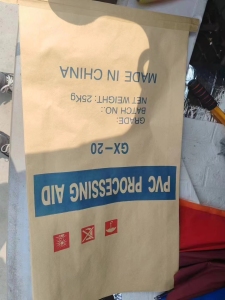 PVC PROCESSING AID
GX-20
GRADE:
BATCH NO.:
NET WEIGHT: 25Kg
MADE IN CHINA